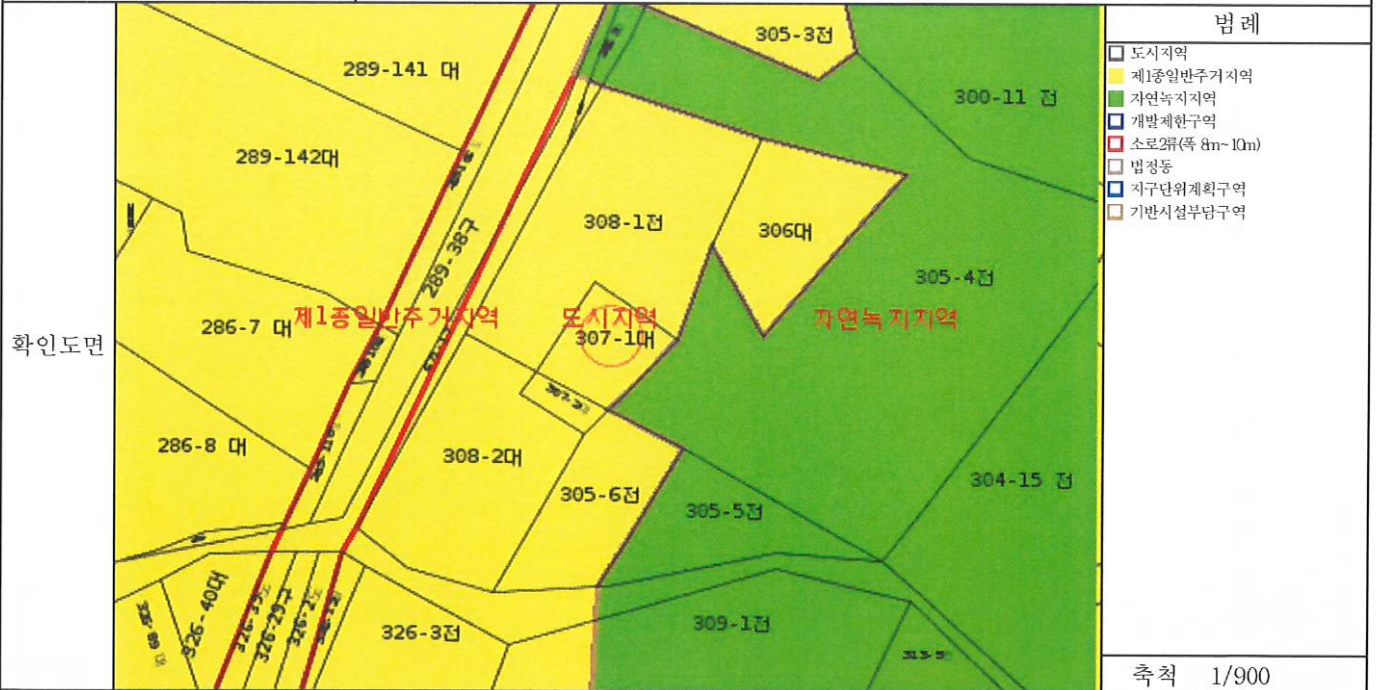 확인도면
305-3전
289-141 대
300-11 전
289-142대
308-1전
306대
289-38구
305-4전
제1종일반주거지역
도시지역
자연녹지지역
286-7 대
307-1대
286-8 대
308-2대
304-15 전
305-6전
305-5전
326-40대
326-29구
326-3전
309-1전
범례
도시지역
제1종일반주거지역
자연녹지지역
개발제한구역
소로2류(폭 8m~10m)
법정동
지구단위계획구역
기반시설부담구역
축척 1/900